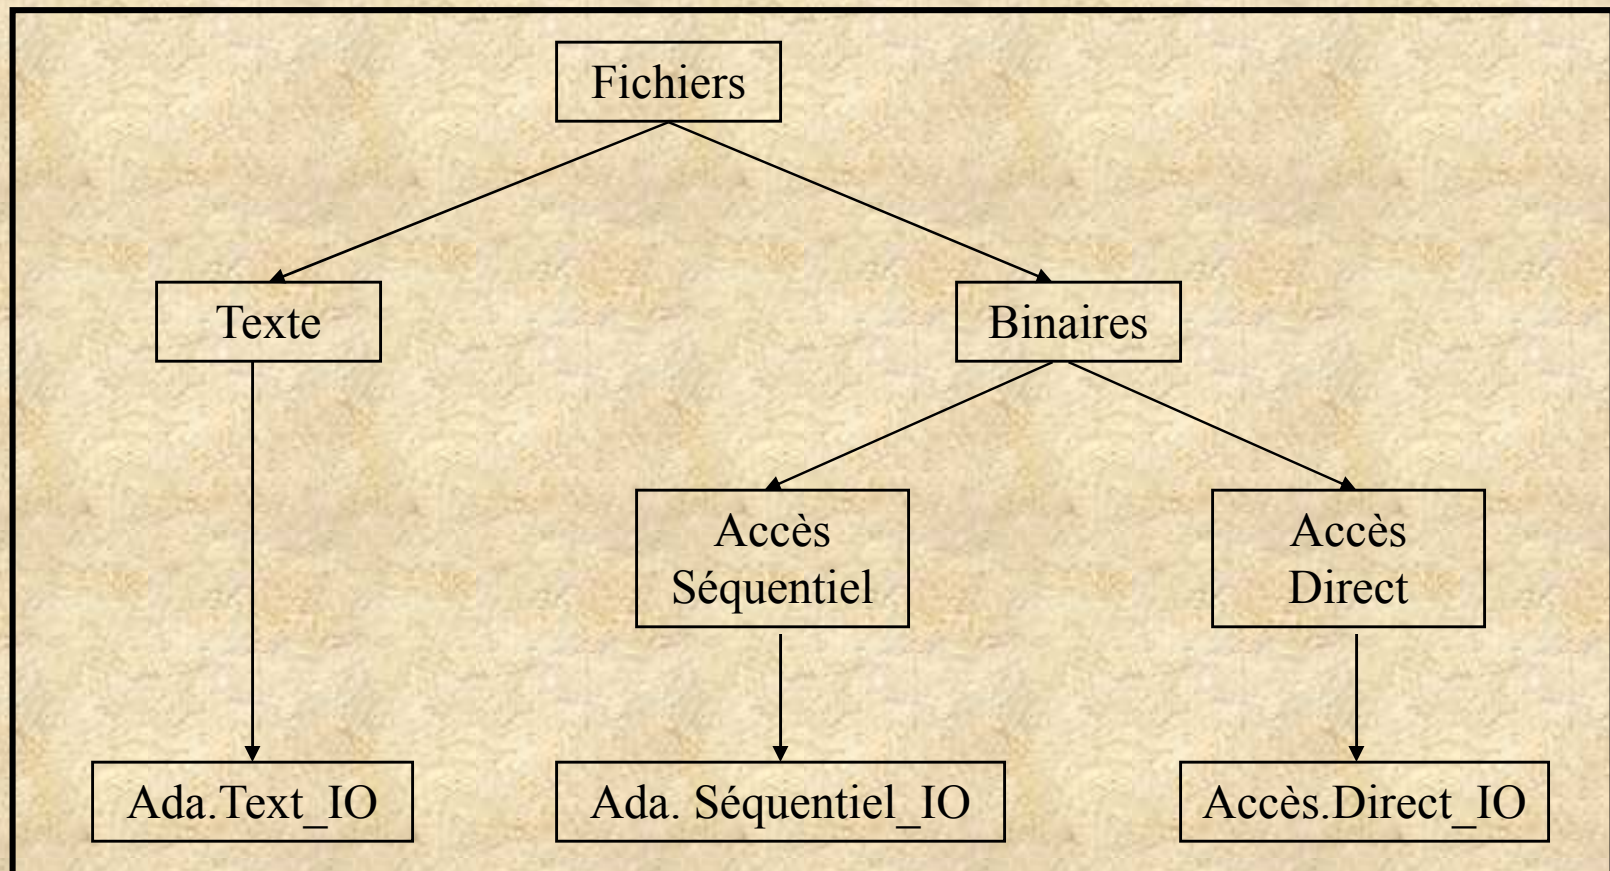 Fichiers
Texte
Binaires
Accès
Séquentiel
Accès
Direct
Ada.Text_IO
Ada. Séquentiel_IO
Accès.Direct_IO